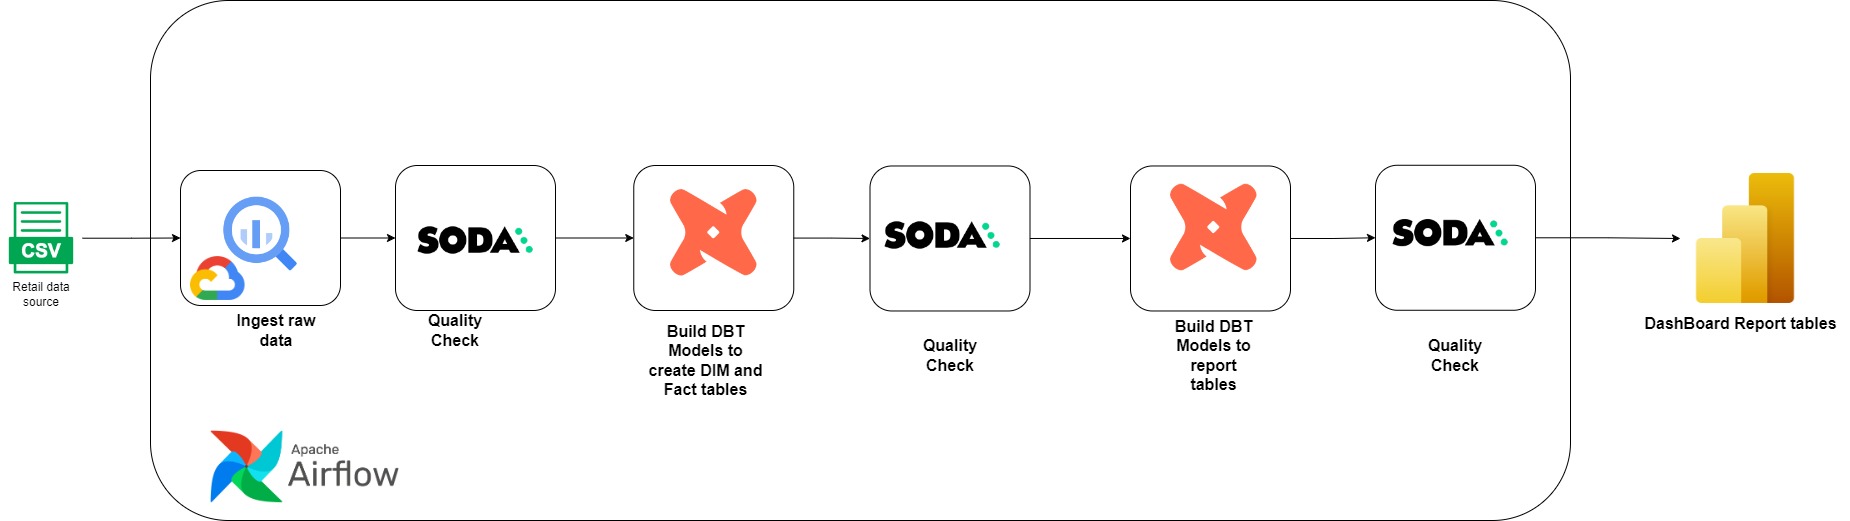 CSV
Retail data
source
SODA
SODA
SODA
Ingest raw
data
Quality
Check
Build DBT
Models to
create DIM and
Fact tables
Quality
Check
Build DBT
Models to
report
tables
Quality
Check
DashBoard Report tables
Apache
Airflow